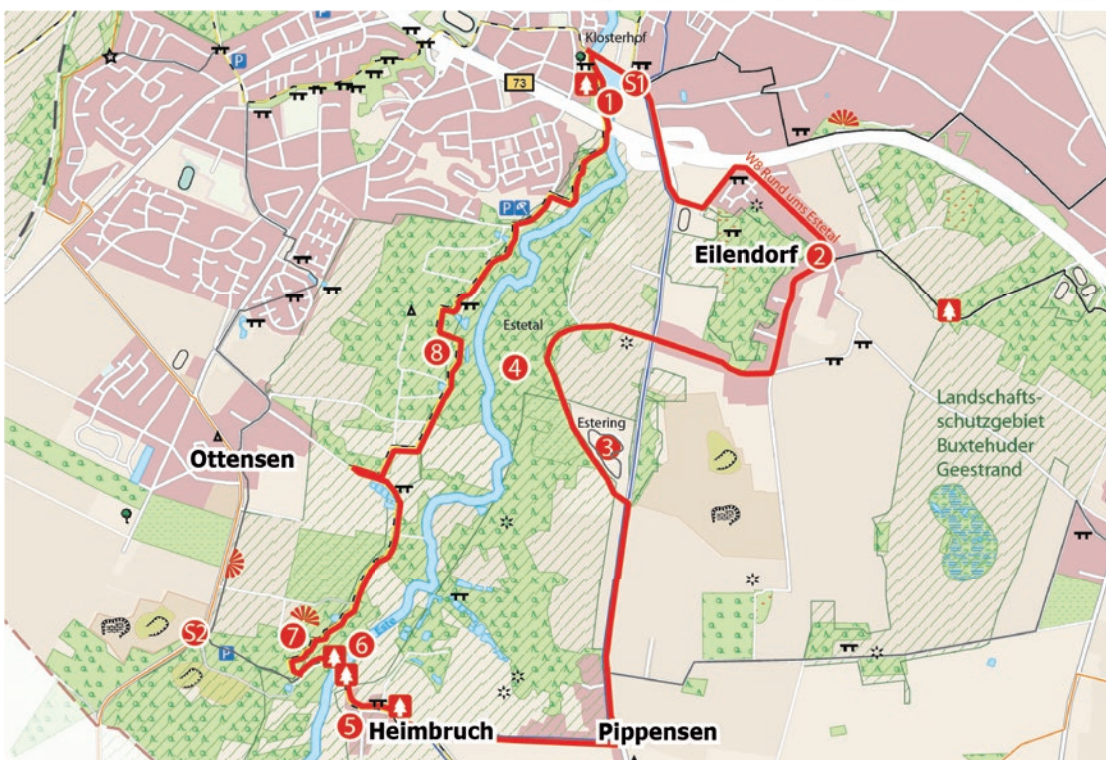 Klosterhof
73
S1
1
W8 Rund ums Estetal
P
Eilendorf
2
P
Estetal
8
4
Landschafts-
schutzgebiet
Buxtehuder
Geestrand
Estering
3
Ottensen
S2
7
6
Este
P
5
Heimbruch
Pippensen